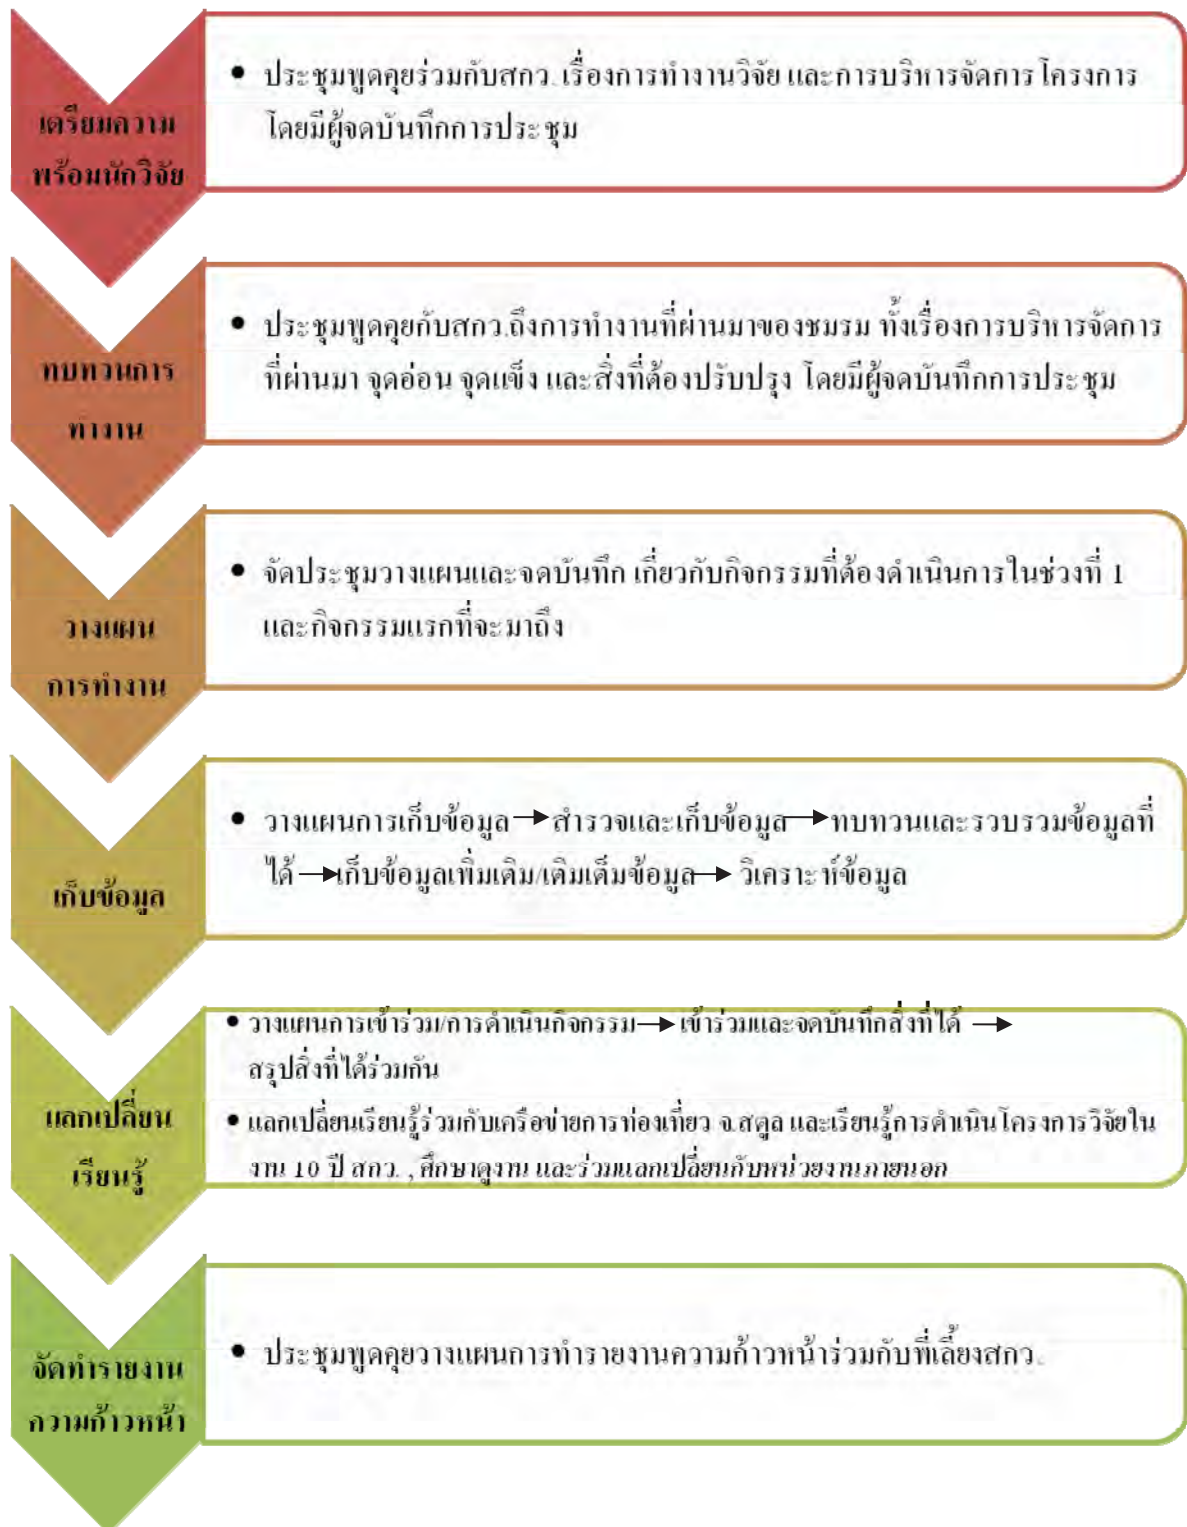 เตรียมความ
พร้อมนักวิจัย
• ประชุมพูดคุยร่วมกับสกว. เรื่องการทำงานวิจัย และการบริหารจัดการโครงการ
โดยมีผู้จดบันทึกการประชุม
ทบทวนการ
ทำงาน
• ประชุมพูดคุยกับสกว.ถึงการทำงานที่ผ่านมาของชมรม ทั้งเรื่องการบริหารจัดการ
ที่ผ่านมา จุดอ่อน จุดแข็ง และสิ่งที่ต้องปรับปรุง โดยมีผู้จดบันทึกการประชุม
วางแผน
การทำงาน
• จัดประชุมวางแผนและจดบันทึก เกี่ยวกับกิจกรรมที่ต้องดำเนินการในช่วงที่ 1
และกิจกรรมแรกที่จะมาถึง
เก็บข้อมูล
• วางแผนการเก็บข้อมูล → สำรวจและเก็บข้อมูล → ทบทวนและรวบรวมข้อมูลที่
ได้ → เก็บข้อมูลเพิ่มเติม/เติมเต็มข้อมูล → วิเคราะห์ข้อมูล
แลกเปลี่ยน
เรียนรู้
• วางแผนการเข้าร่วม/การดำเนินกิจกรรม → เข้าร่วมและจดบันทึกสิ่งที่ได้ →
สรุปสิ่งที่ได้ร่วมกัน
• แลกเปลี่ยนเรียนรู้ร่วมกับเครือข่ายการท่องเที่ยว จ.สตูล และเรียนรู้การดำเนินโครงการวิจัยใน
งาน 10 ปี สกว. , ศึกษาดูงาน และร่วมแลกเปลี่ยนกับหน่วยงานภายนอก
จัดทำรายงาน
ความก้าวหน้า
• ประชุมพูดคุยวางแผนการทำรายงานความก้าวหน้าร่วมกับพี่เลี้ยงสกว.